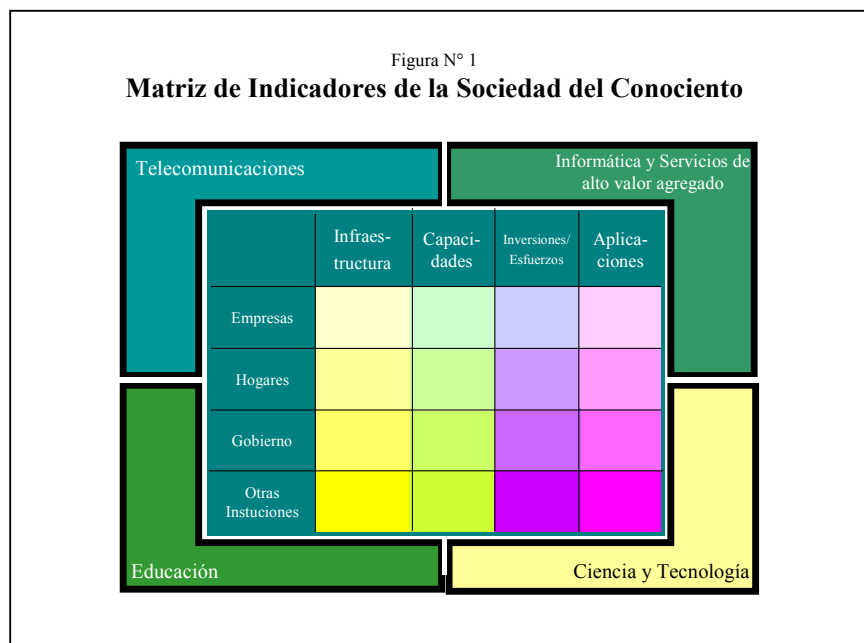 Figura N° 1
Matriz de Indicadores de la Sociedad del Conociento
Telecomunicaciones
Informática y Servicios de
alto valor agregado
Infraes-
tructura
Capaci-
dades
Inversiones/
Esfuerzos
Aplica-
ciones
Empresas
Hogares
Gobierno
Otras
Instuciones
Educación
Ciencia y Tecnología